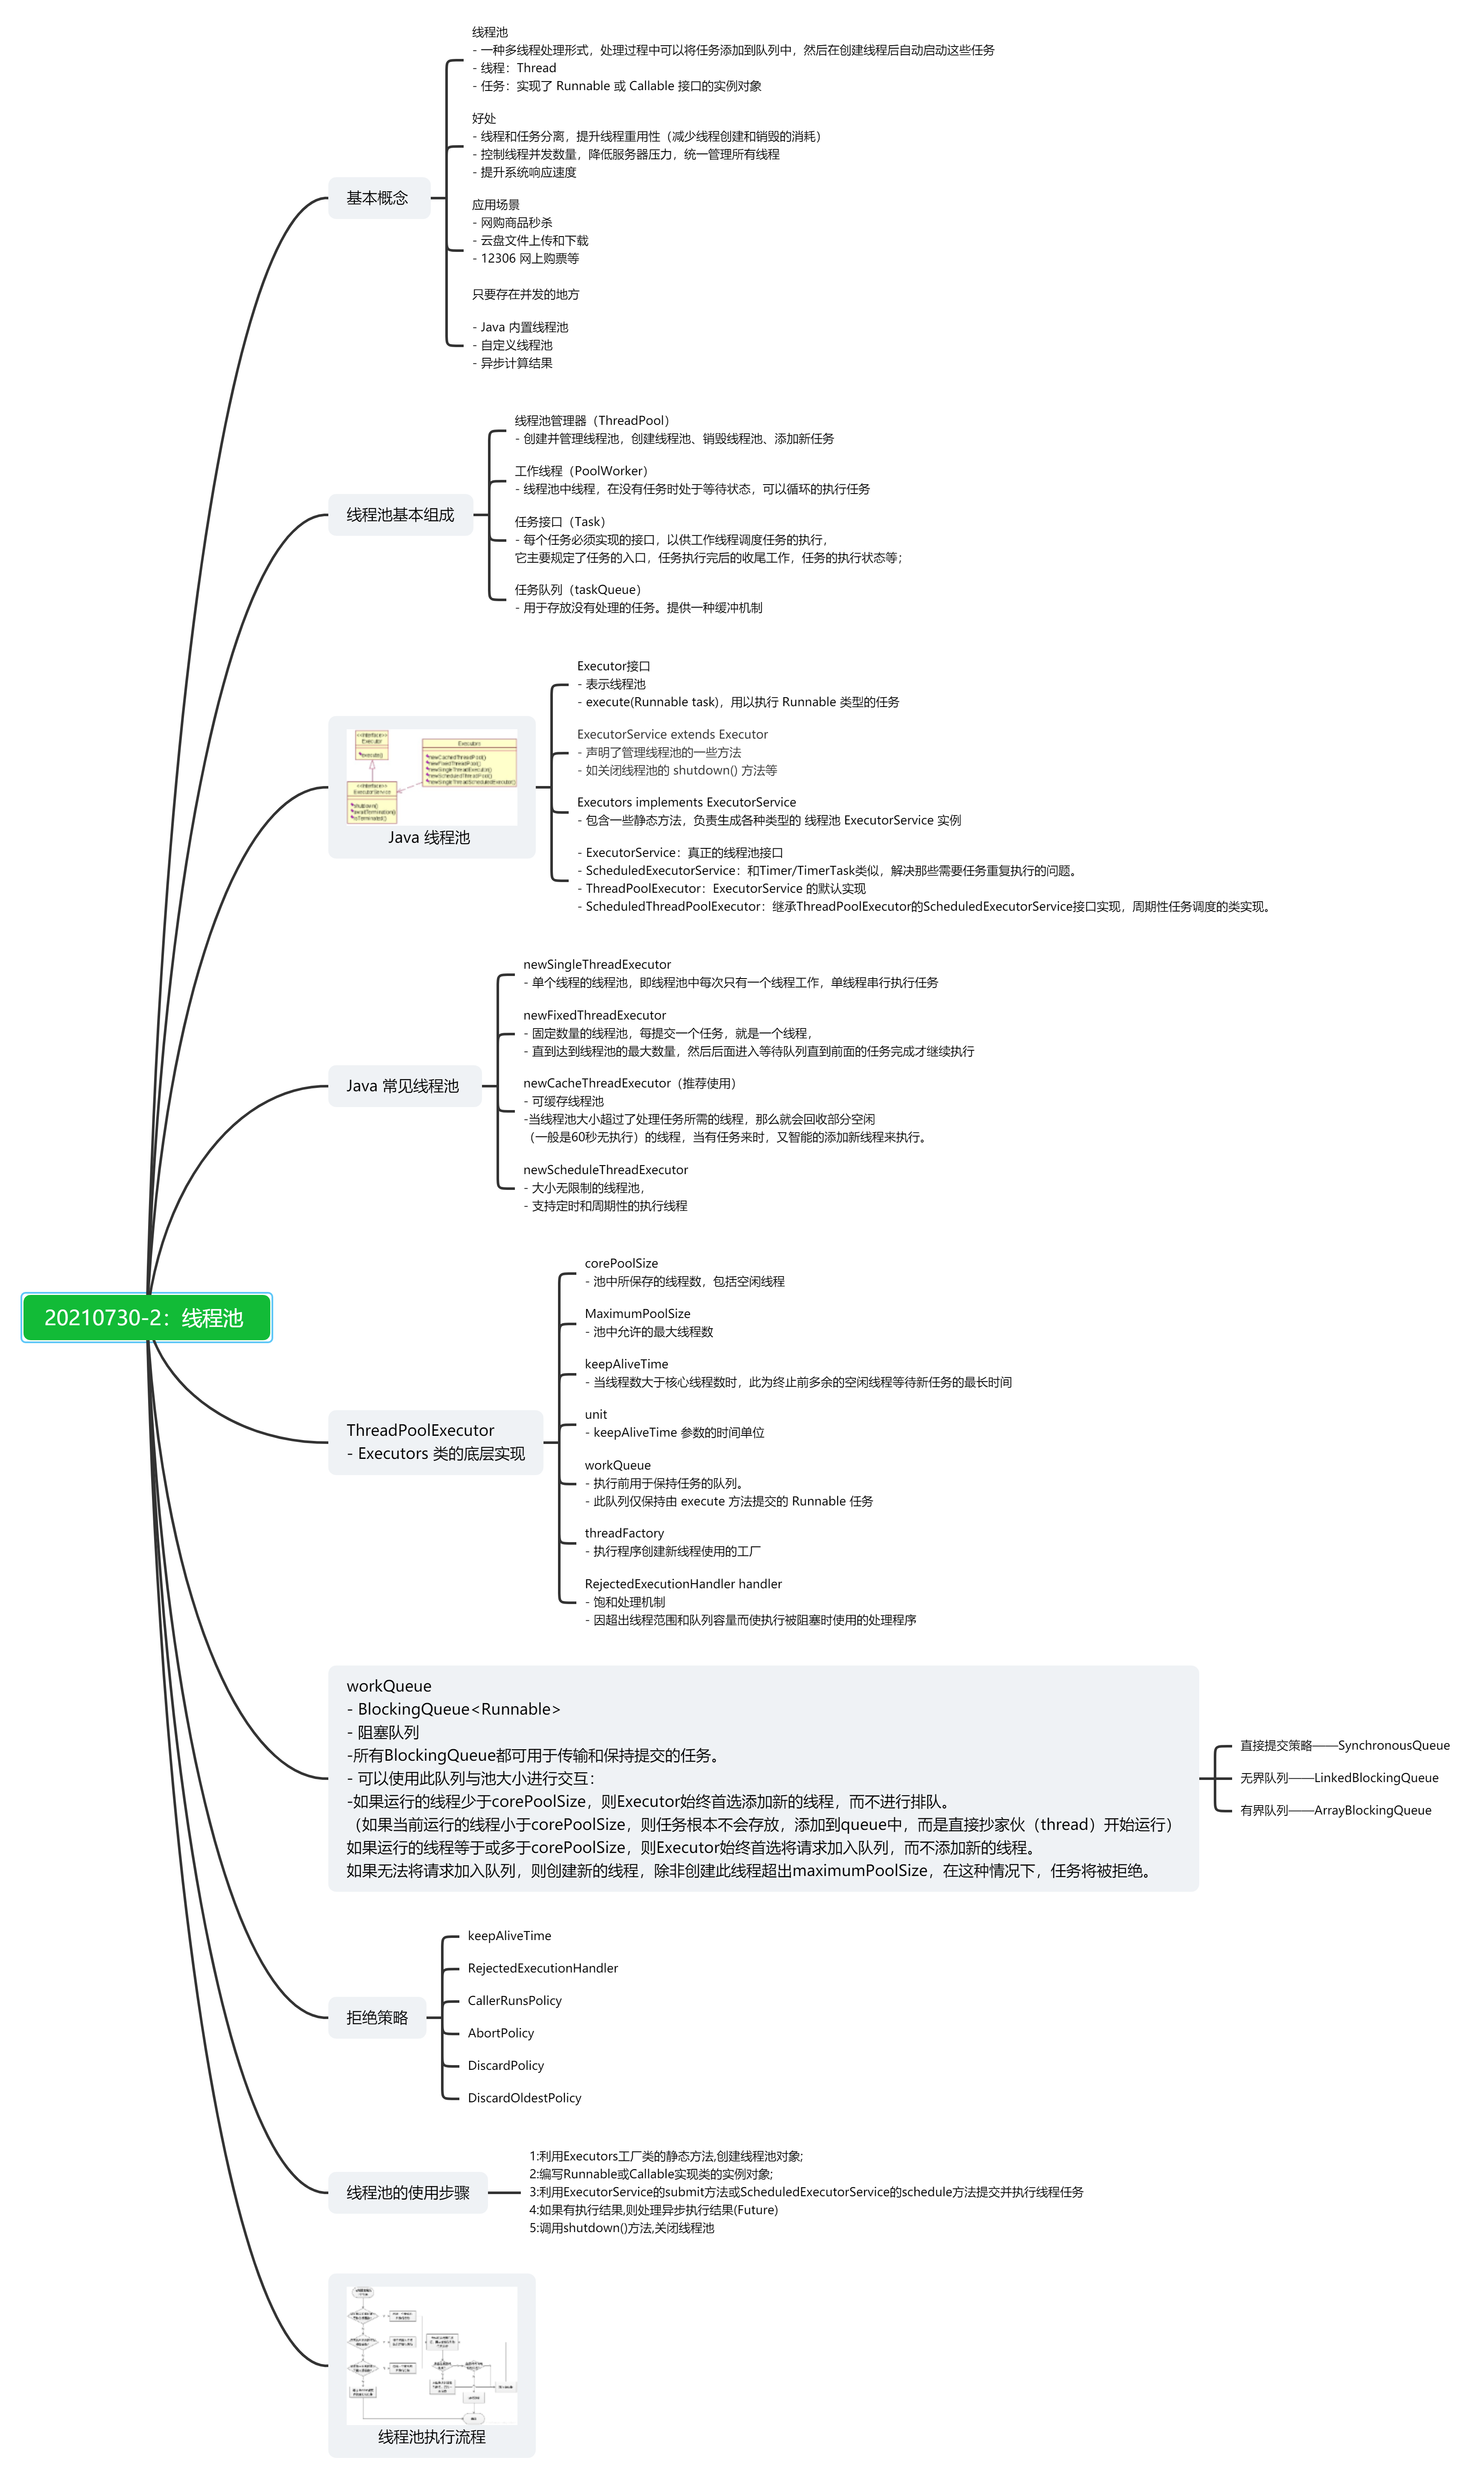 线程池
- 一种多线程处理形式，处理过程中可以将任务添加到队列中，然后在创建线程后自动启动这些任务
- 线程：Thread
- 任务：实现了 Runnable 或 Callable 接口的实例对象
好处
- 线程和任务分离，提升线程重用性（减少线程创建和销毁的消耗）
- 控制线程并发数量，降低服务器压力，统一管理所有线程
- 提升系统响应速度
基本概念
应用场景
- 网购商品秒杀
- 云盘文件上传和下载
- 12306 网上购票等
只要存在并发的地方
- Java 内置线程池
- 自定义线程池
- 异步计算结果
线程池管理器（ThreadPool）
- 创建并管理线程池，创建线程池、销毁线程池、添加新任务
工作线程（PoolWorker）
- 线程池中线程，在没有任务时处于等待状态，可以循环的执行任务
线程池基本组成
任务接口（Task）
- 每个任务必须实现的接口，以供工作线程调度任务的执行，
它主要规定了任务的入口，任务执行完后的收尾工作，任务的执行状态等；
任务队列（taskQueue）
- 用于存放没有处理的任务。提供一种缓冲机制
Executor接口
- 表示线程池
- execute(Runnable task)，用以执行 Runnable 类型的任务
ExecutorService extends Executor
- 声明了管理线程池的一些方法
- 如关闭线程池的 shutdown() 方法等
<<Interface>>
Executor
execute()
Executors
newCachedThreadPool()
newFixedThreadPool()
newSingleThreadExecutor()
newScheduledThreadPool()
newSingleThreadScheduledExecutor()
<<Interface>>
ExecutorService
shutdown()
awaitTermination()
isTerminated()
Java 线程池
Executors implements ExecutorService
- 包含一些静态方法，负责生成各种类型的 线程池 ExecutorService 实例
- ExecutorService：真正的线程池接口
- ScheduledExecutorService：和Timer/TimerTask类似，解决那些需要任务重复执行的问题。
- ThreadPoolExecutor：ExecutorService 的默认实现
- ScheduledThreadPoolExecutor：继承ThreadPoolExecutor的ScheduledExecutorService接口实现，周期性任务调度的类实现。
newSingleThreadExecutor
- 单个线程的线程池，即线程池中每次只有一个线程工作，单线程串行执行任务
newFixedThreadExecutor
- 固定数量的线程池，每提交一个任务，就是一个线程，
- 直到达到线程池的最大数量，然后后面进入等待队列直到前面的任务完成才继续执行
Java 常见线程池
newCacheThreadExecutor（推荐使用）
- 可缓存线程池
-当线程池大小超过了处理任务所需的线程，那么就会回收部分空闲
（一般是60秒无执行）的线程，当有任务来时，又智能的添加新线程来执行。
newScheduleThreadExecutor
- 大小无限制的线程池，
- 支持定时和周期性的执行线程
20210730-2：线程池
corePoolSize
- 池中所保存的线程数，包括空闲线程
MaximumPoolSize
- 池中允许的最大线程数
keepAliveTime
- 当线程数大于核心线程数时，此为终止前多余的空闲线程等待新任务的最长时间
ThreadPoolExecutor
- Executors 类的底层实现
unit
- keepAliveTime 参数的时间单位
workQueue
- 执行前用于保持任务的队列。
- 此队列仅保持由 execute 方法提交的 Runnable 任务
threadFactory
- 执行程序创建新线程使用的工厂
RejectedExecutionHandler handler
- 饱和处理机制
- 因超出线程范围和队列容量而使执行被阻塞时使用的处理程序
workQueue
- BlockingQueue<Runnable>
- 阻塞队列
-所有BlockingQueue都可用于传输和保持提交的任务。
- 可以使用此队列与池大小进行交互：
-如果运行的线程少于corePoolSize，则Executor始终首选添加新的线程，而不进行排队。
（如果当前运行的线程小于corePoolSize，则任务根本不会存放，添加到queue中，而是直接抄家伙（thread）开始运行）
如果运行的线程等于或多于corePoolSize，则Executor始终首选将请求加入队列，而不添加新的线程。
如果无法将请求加入队列，则创建新的线程，除非创建此线程超出maximumPoolSize，在这种情况下，任务将被拒绝。
直接提交策略——SynchronousQueue
无界队列——LinkedBlockingQueue
有界队列——ArrayBlockingQueue
拒绝策略
keepAliveTime
RejectedExecutionHandler
CallerRunsPolicy
AbortPolicy
DiscardPolicy
DiscardOldestPolicy
线程池的使用步骤
1:利用Executors工厂类的静态方法,创建线程池对象;
2:编写Runnable或Callable实现类的实例对象;
3:利用ExecutorService的submit方法或ScheduledExecutorService的schedule方法提交并执行线程任务
4:如果有执行结果,则处理异步执行结果(Future)
5:调用shutdown()方法,关闭线程池
线程池执行流程